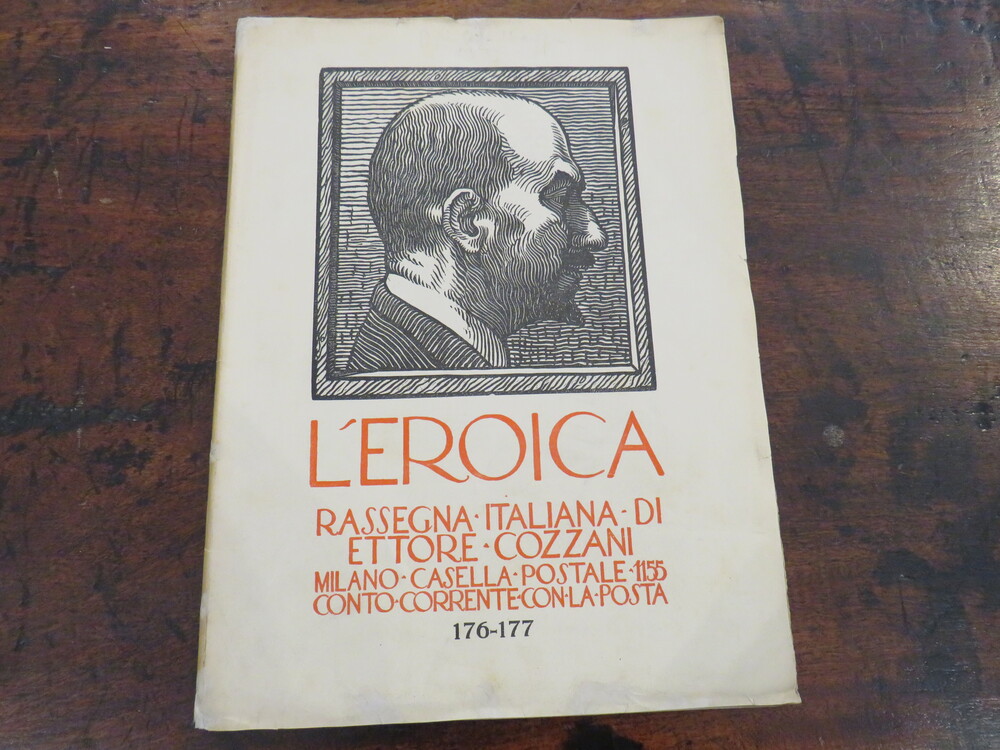 L'EROICA
RASSEGNA·ITALIANA·DI
ETTORE·COZZANI
MILANO·CASELLA·POSTALE·1155
CONTO·CORRENTE·CON·LA·POSTA
176-177